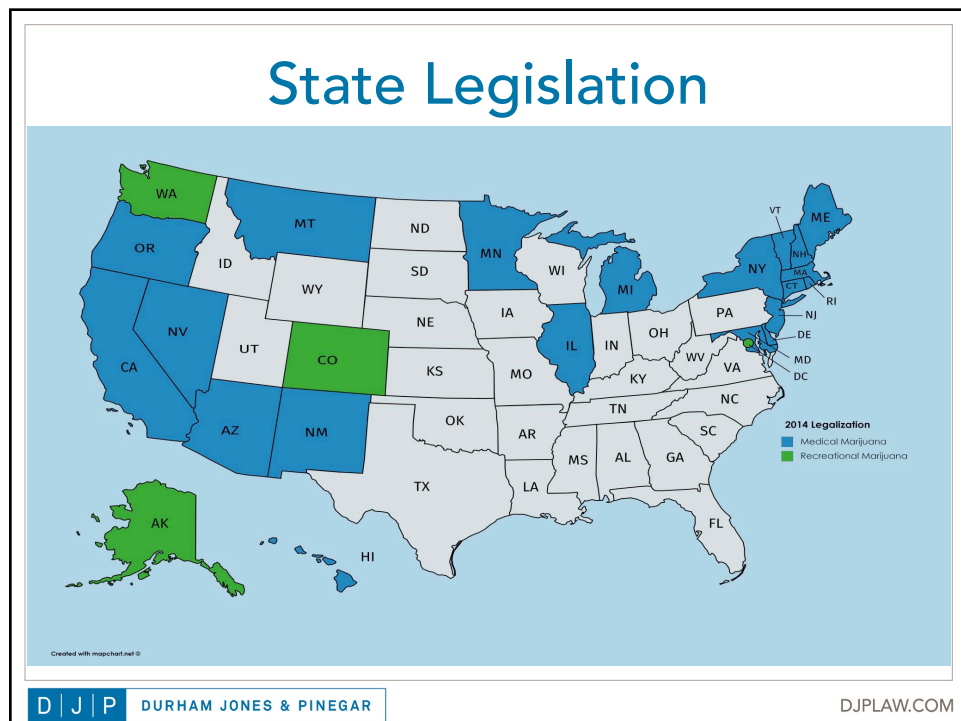 State Legislation
WA
MT
ND
MN
VT
ME
OR
ID
SD
WI
NY
NH
MA
WY
MI
CT
RI
IA
PA
NJ
NE
NV
OH
DE
UT
IL
IN
CO
WV
MD
CA
KS
MO
VA
KY
DC
NC
TN
OK
AZ
NM
AR
SC
2014 Legalization
Medical Marijuana
Recreational Marijuana
MS
AL
GA
TX
LA
FL
AK
HI
Created with mapchart.net ©
D|J|P DURHAM JONES & PINEGAR
DJPLAW.COM